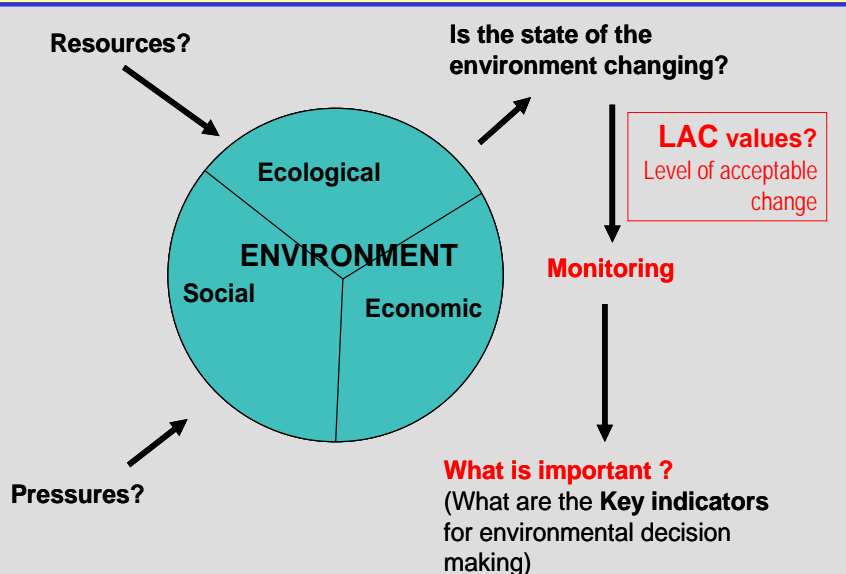 Resources?
Is the state of the
environment changing?
LAC values?
Level of acceptable
change
Ecological
ENVIRONMENT
Social
Economic
Monitoring
Pressures?
What is important ?
(What are the Key indicators
for environmental decision
making)